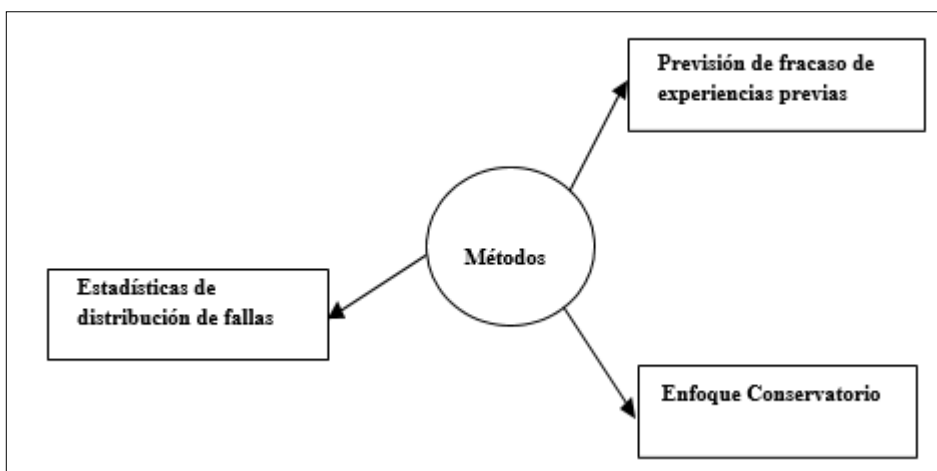 Previsión de fracaso de
experiencias previas
Métodos
Estadísticas de
distribución de fallas
Enfoque Conservatorio